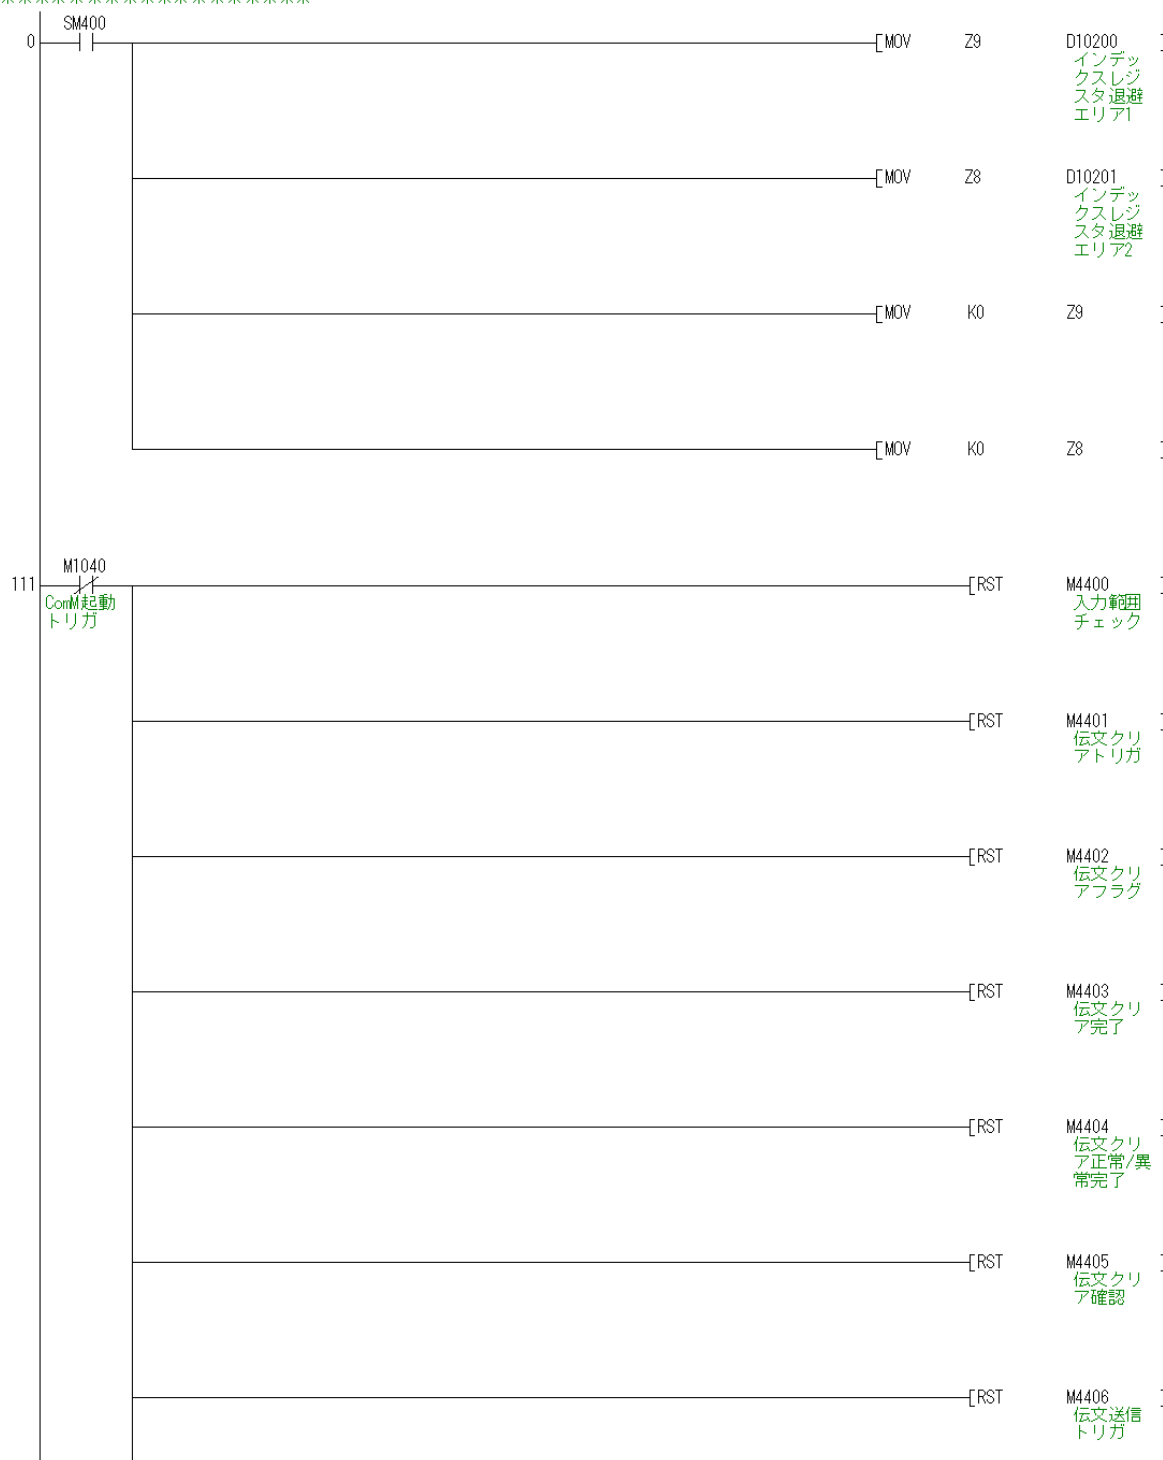 ******************
SM400
0 [MOV Z9 D10200 ]
インデッ
クスレジ
スタ退避
エリア1
[MOV Z8 D10201 ]
インデッ
クスレジ
スタ退避
エリア2
[MOV K0 Z9 ]
[MOV K0 Z8 ]
M1040
111 [RST M4400 ]
ComM起動
トリガ
入力範囲
チェック
[RST M4401 ]
伝文クリ
アトリガ
[RST M4402 ]
伝文クリ
アフラグ
[RST M4403 ]
伝文クリ
ア完了
[RST M4404 ]
伝文クリ
ア正常/異
常完了
[RST M4405 ]
伝文クリ
ア確認
[RST M4406 ]
伝文送信
トリガ